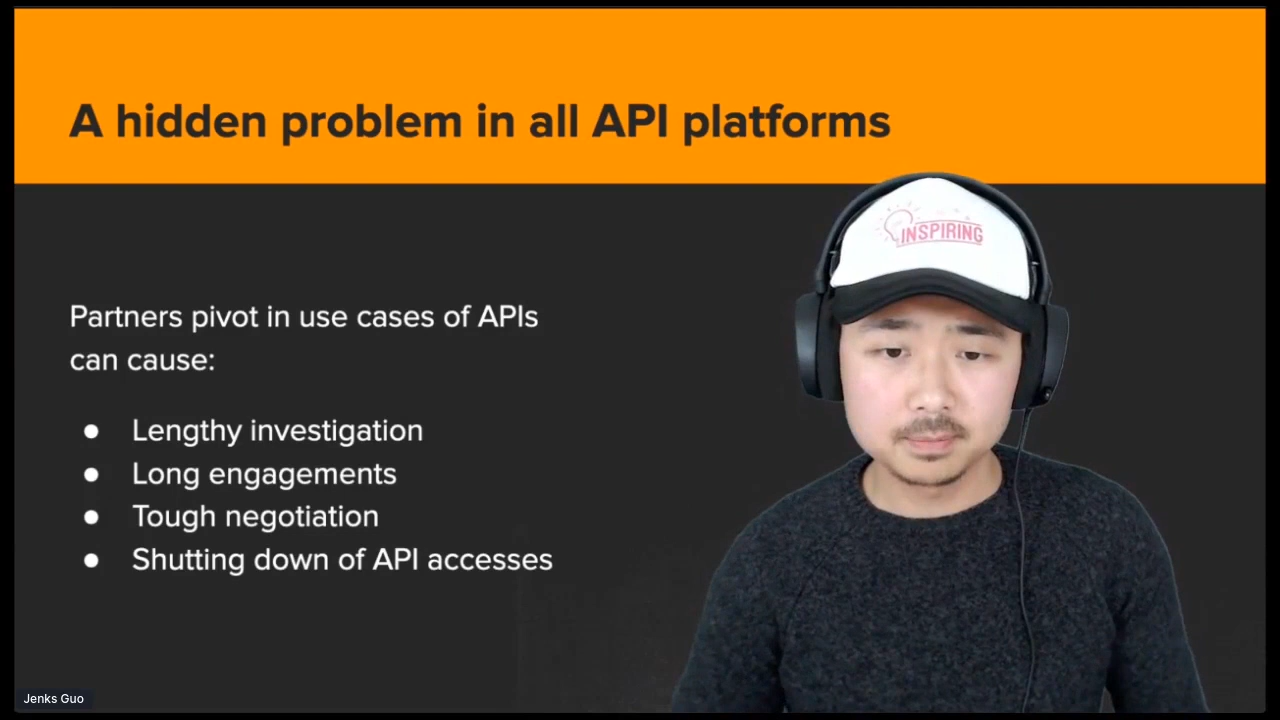 A hidden problem in all API platforms
INSPIRING
Partners pivot in use cases of APIs
can cause:
● Lengthy investigation
● Long engagements
● Tough negotiation
● Shutting down of API accesses
Jenks Guo